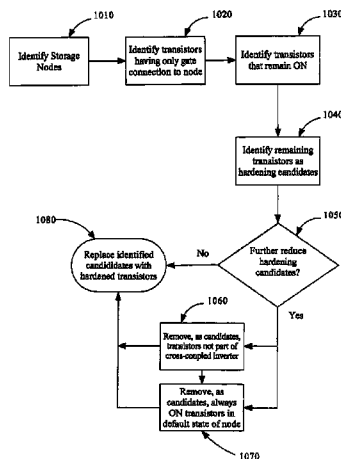 1010
1020
1030
Identify Storage
Nodes
Identify transistors
having only gate
connection to node
Identify transistors
that remain ON
1040
Identify remaining
transistors as
hardening candidates
1050
Further reduce
hardening
candidates?
No
Yes
1080
Replace identified
candididates with
hardened transistors
1060
Remove, as candidates,
transistors not part of
cross-coupled inverter
Remove, as
candidates, always
ON transistors in
default state of node
1070